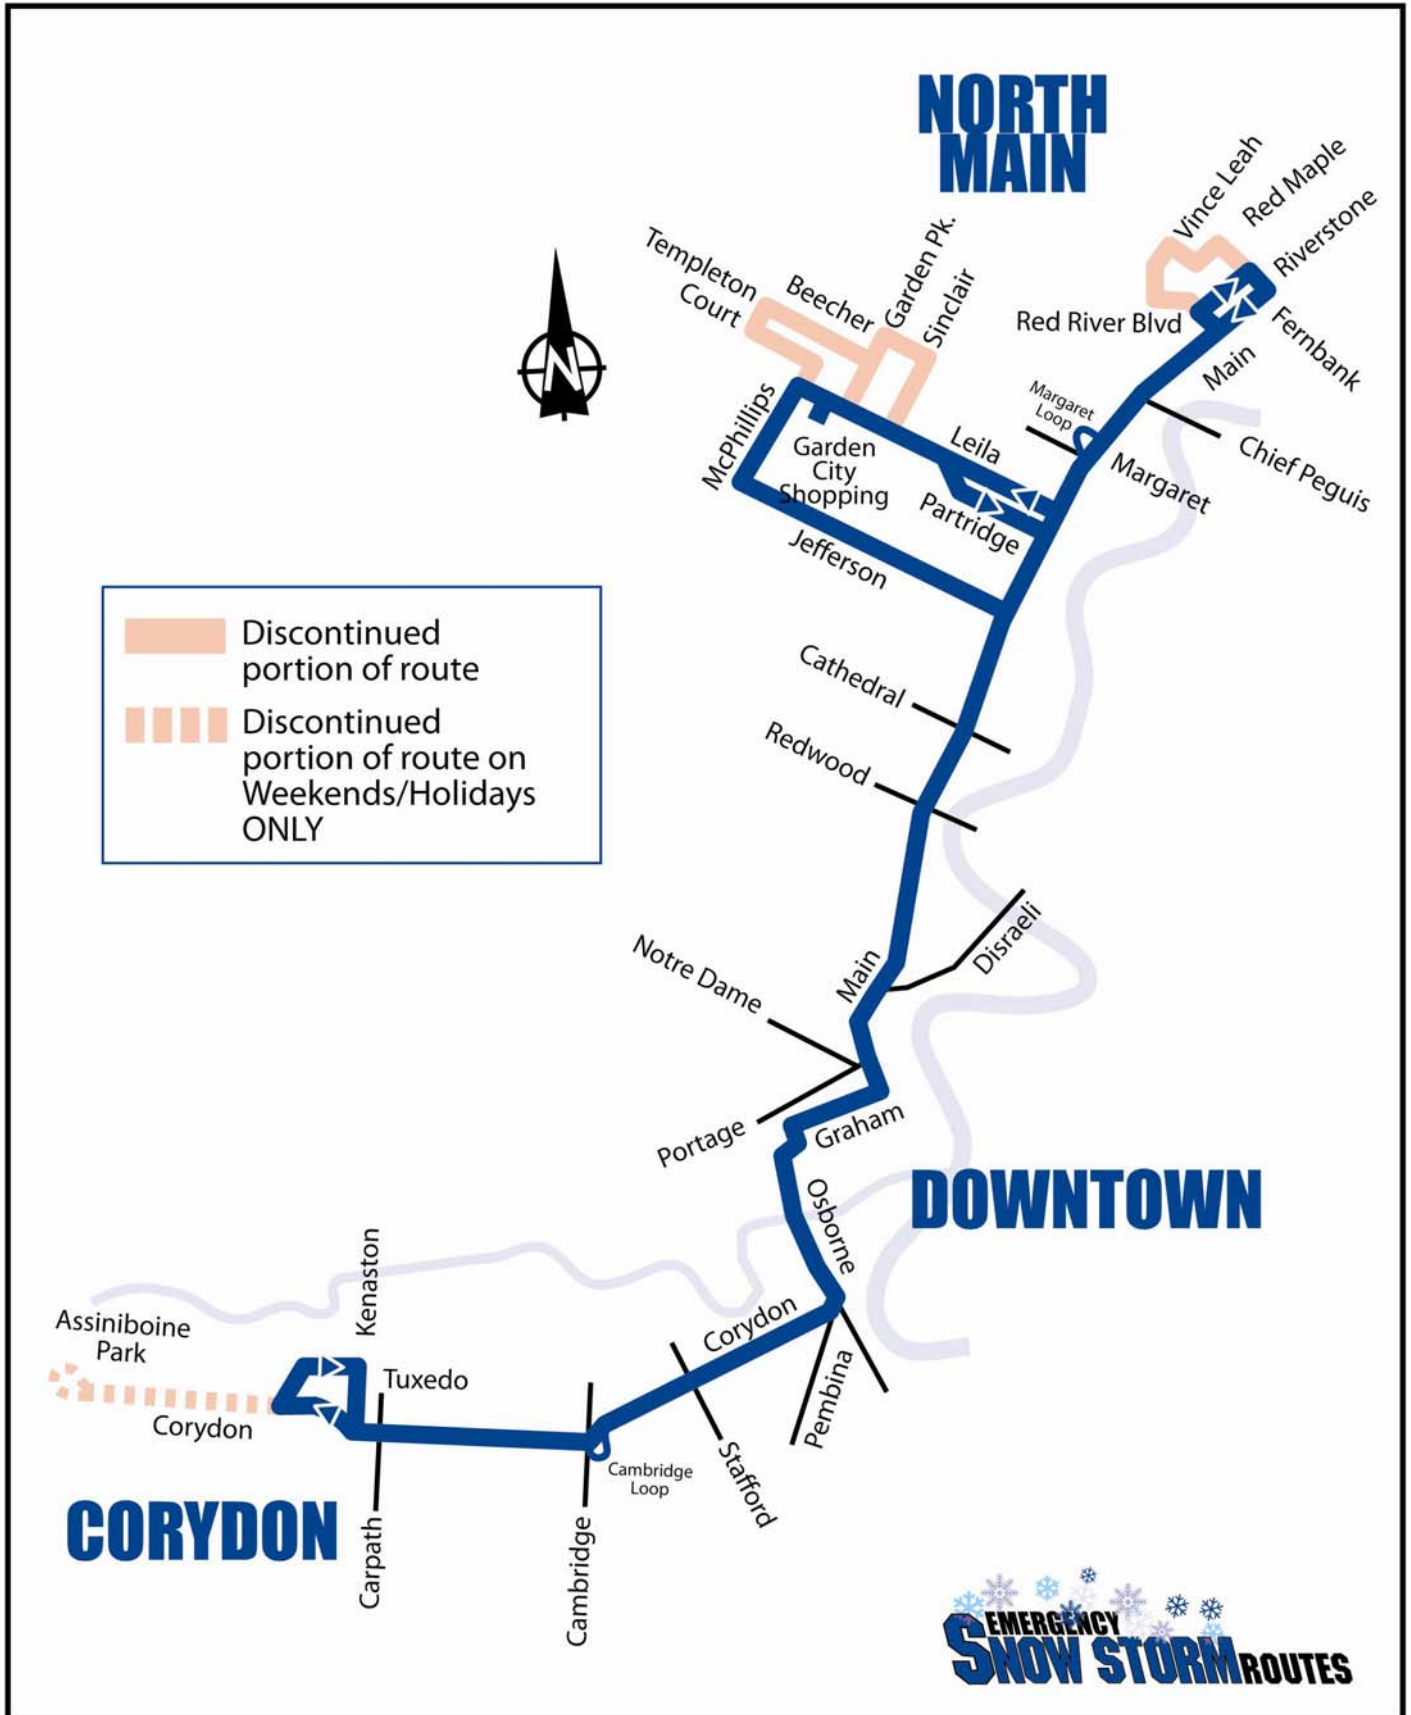 NORTH
MAIN
Vince Leah
Red Maple
Riverstone
Garden Pk.
Sinclair
Templeton
Court
Beecher
Red River Blvd
Fernbank
Main
N
Margaret
Loop
McPhillips
Leila
Chief Peguis
Margaret
Garden
City
Shopping
Partridge
Jefferson
Discontinued
portion of route
Discontinued
portion of route on
Weekends/Holidays
ONLY
Cathedral
Redwood
Disraeli
Notre Dame
Main
Graham
Portage
DOWNTOWN
Osborne
Kenaston
Assiniboine
Park
Corydon
Tuxedo
Corydon
Pembina
Stafford
Cambridge
Loop
CORYDON
Carpath
Cambridge
EMERGENCY
SNOW STORM ROUTES